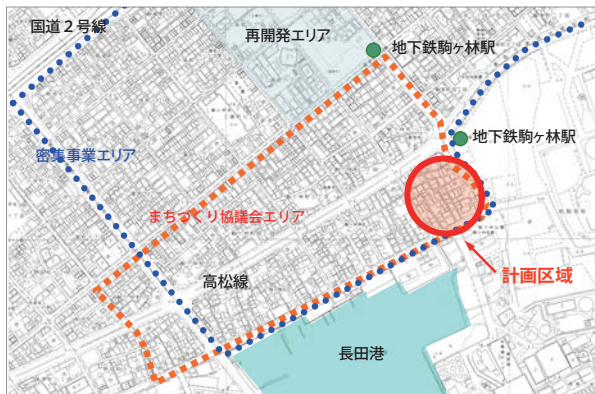 国道２号線
再開発エリア
地下鉄駒ヶ林駅
地下鉄駒ヶ林駅
密集事業エリア
まちづくり協議会エリア
計画区域
高松線
長田港